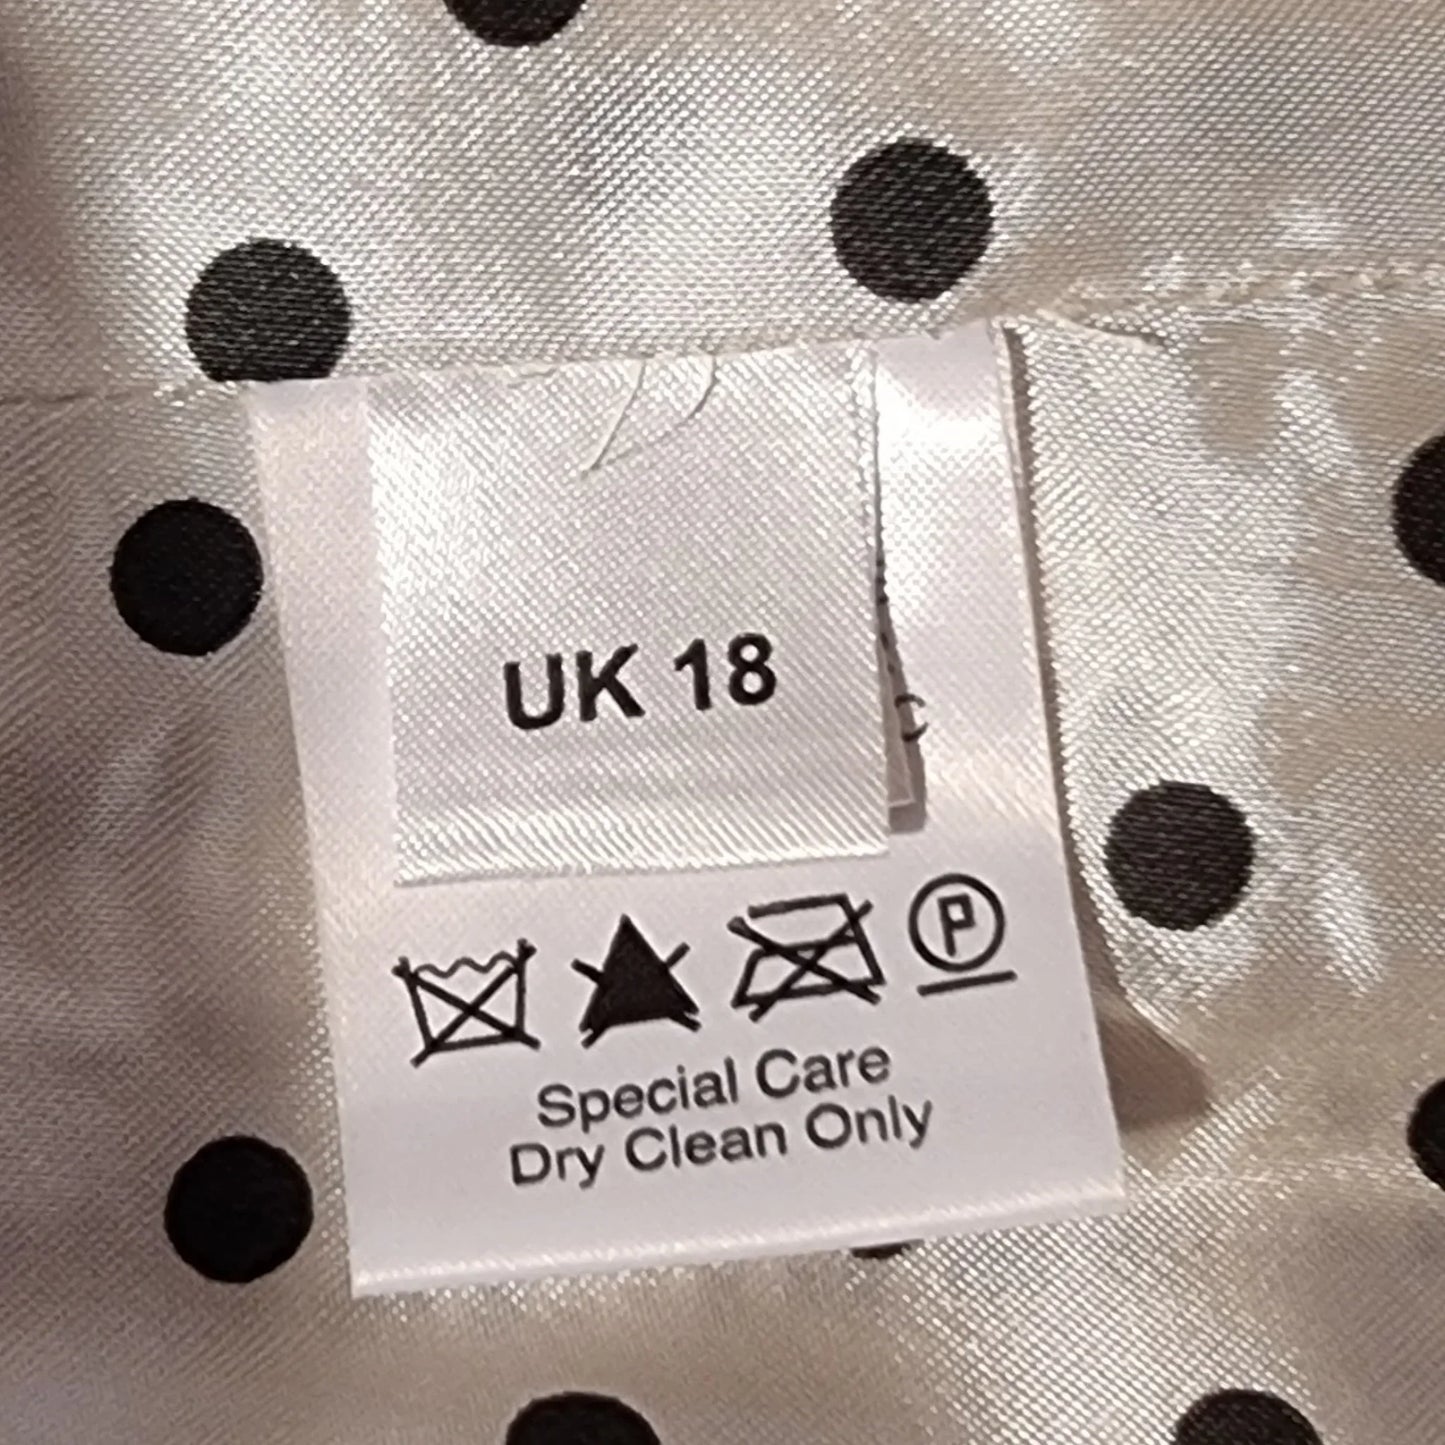 UK 18
C
P
Special Care
Dry Clean Only